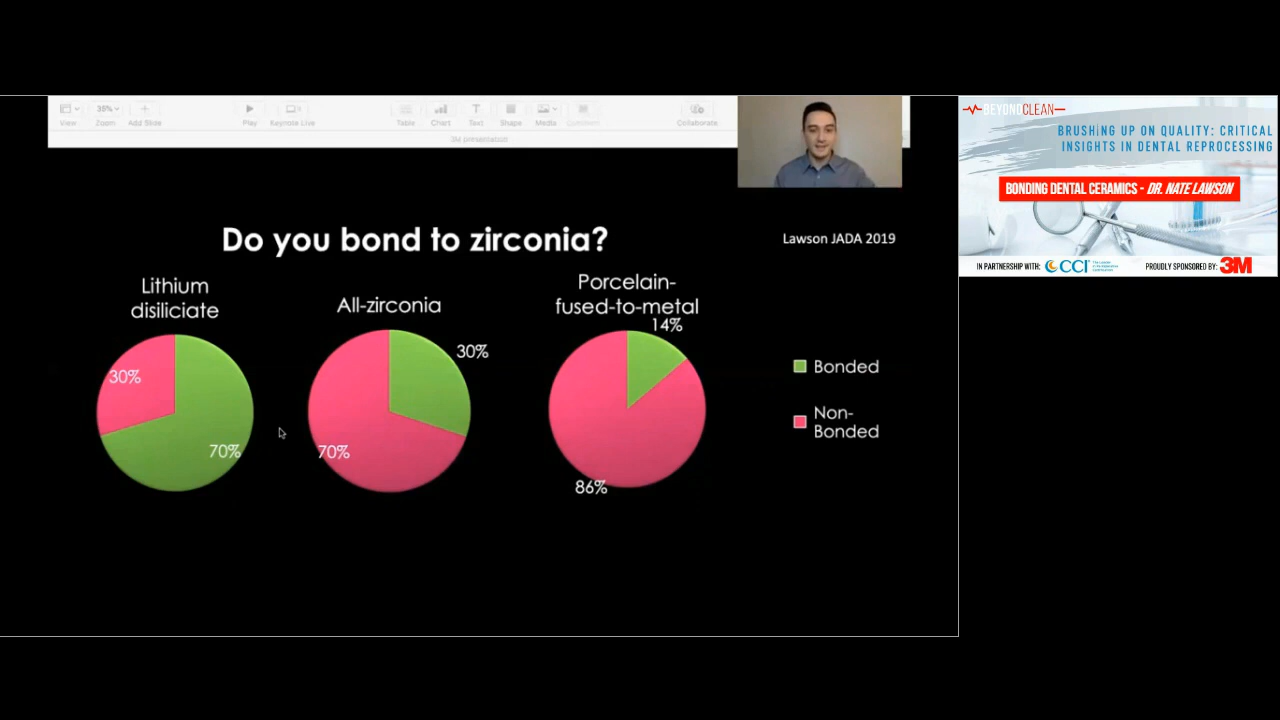 View
35%
Zoom
Add Slide
Play
Keynote Live
Table
Chart
Text
Shape
Media
Comment
Collaborate
3M presentation
Do you bond to zirconia?
Lawson JADA 2019
Lithium
disiliciate
30%
70%
All-zirconia
30%
70%
Porcelain-
fused-to-metal
14%
86%
Bonded
Non-
Bonded
BEYONDCLEAN
BRUSHiNG UP ON QUALITY: CRITICAL
INSIGHTS IN DENTAL REPROCESSING
BONDING DENTAL CERAMICS - DR. NATE LAWSON
IN PARTNERSHIP WITH:
CCI
PROUDLY SPONSORED BY:
3M